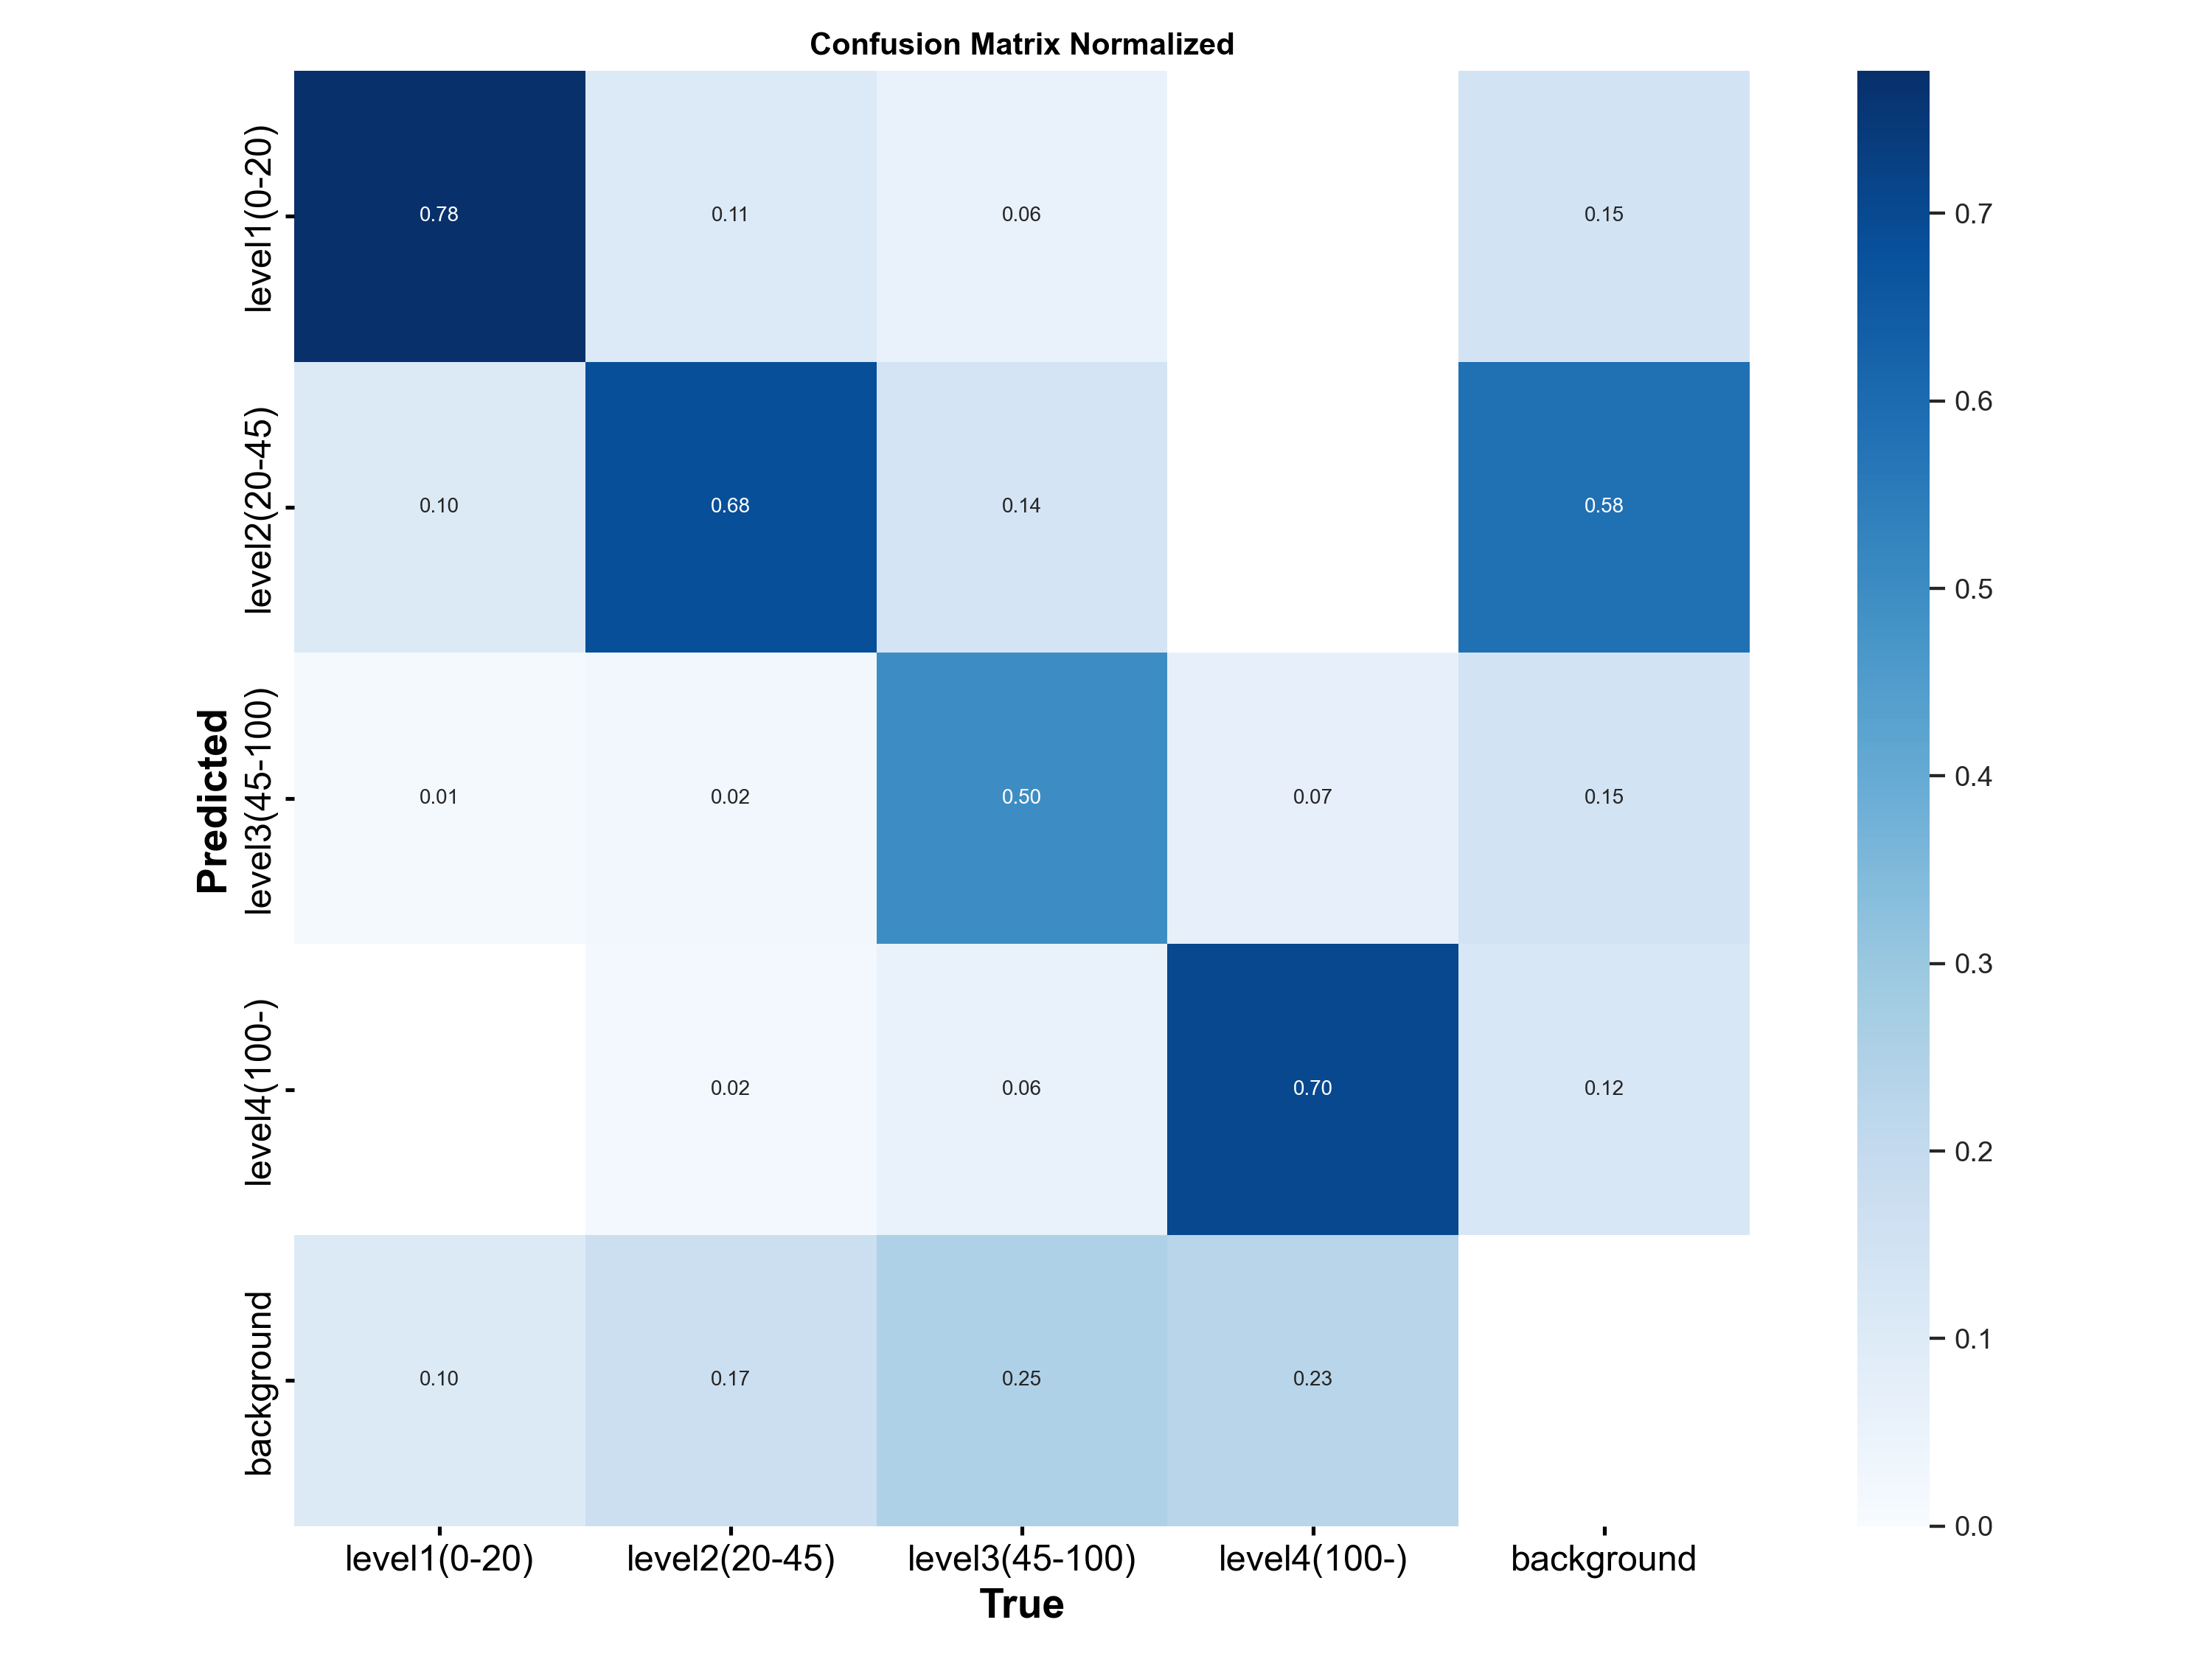 Confusion Matrix Normalized
Predicted
level1(0-20)
0.78 0.11 0.06 0.15
level2(20-45)
0.10 0.68 0.14 0.58
level3(45-100)
0.01 0.02 0.50 0.07 0.15
level4(100-)
0.02 0.06 0.70 0.12
background
0.10 0.17 0.25 0.23
level1(0-20) level2(20-45) level3(45-100) level4(100-) background
True
0.7
0.6
0.5
0.4
0.3
0.2
0.1
0.0